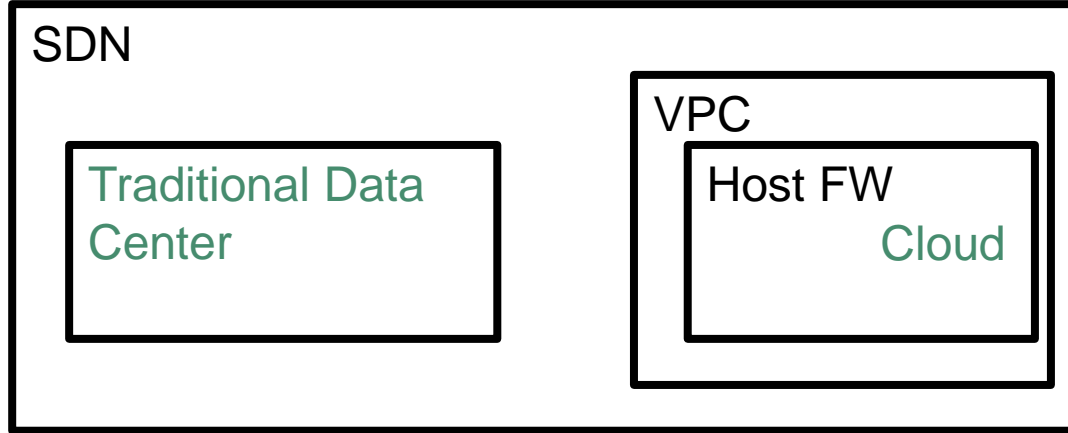 SDN
VPC
Traditional Data
Center
Host FW
Cloud